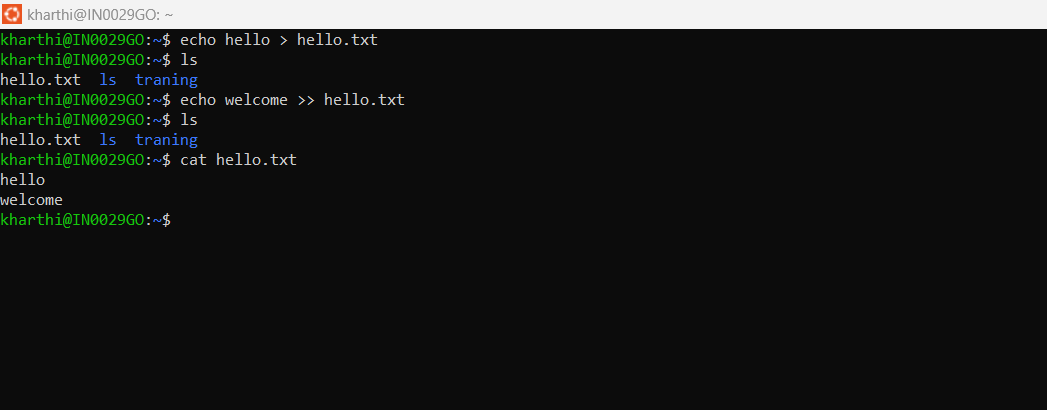 kharthi@IN0029GO: ~
kharthi@IN0029GO:~$ echo hello > hello.txt
kharthi@IN0029GO:~$ ls
hello.txt  ls  traning
kharthi@IN0029GO:~$ echo welcome >> hello.txt
kharthi@IN0029GO:~$ ls
hello.txt  ls  traning
kharthi@IN0029GO:~$ cat hello.txt
hello
welcome
kharthi@IN0029GO:~$